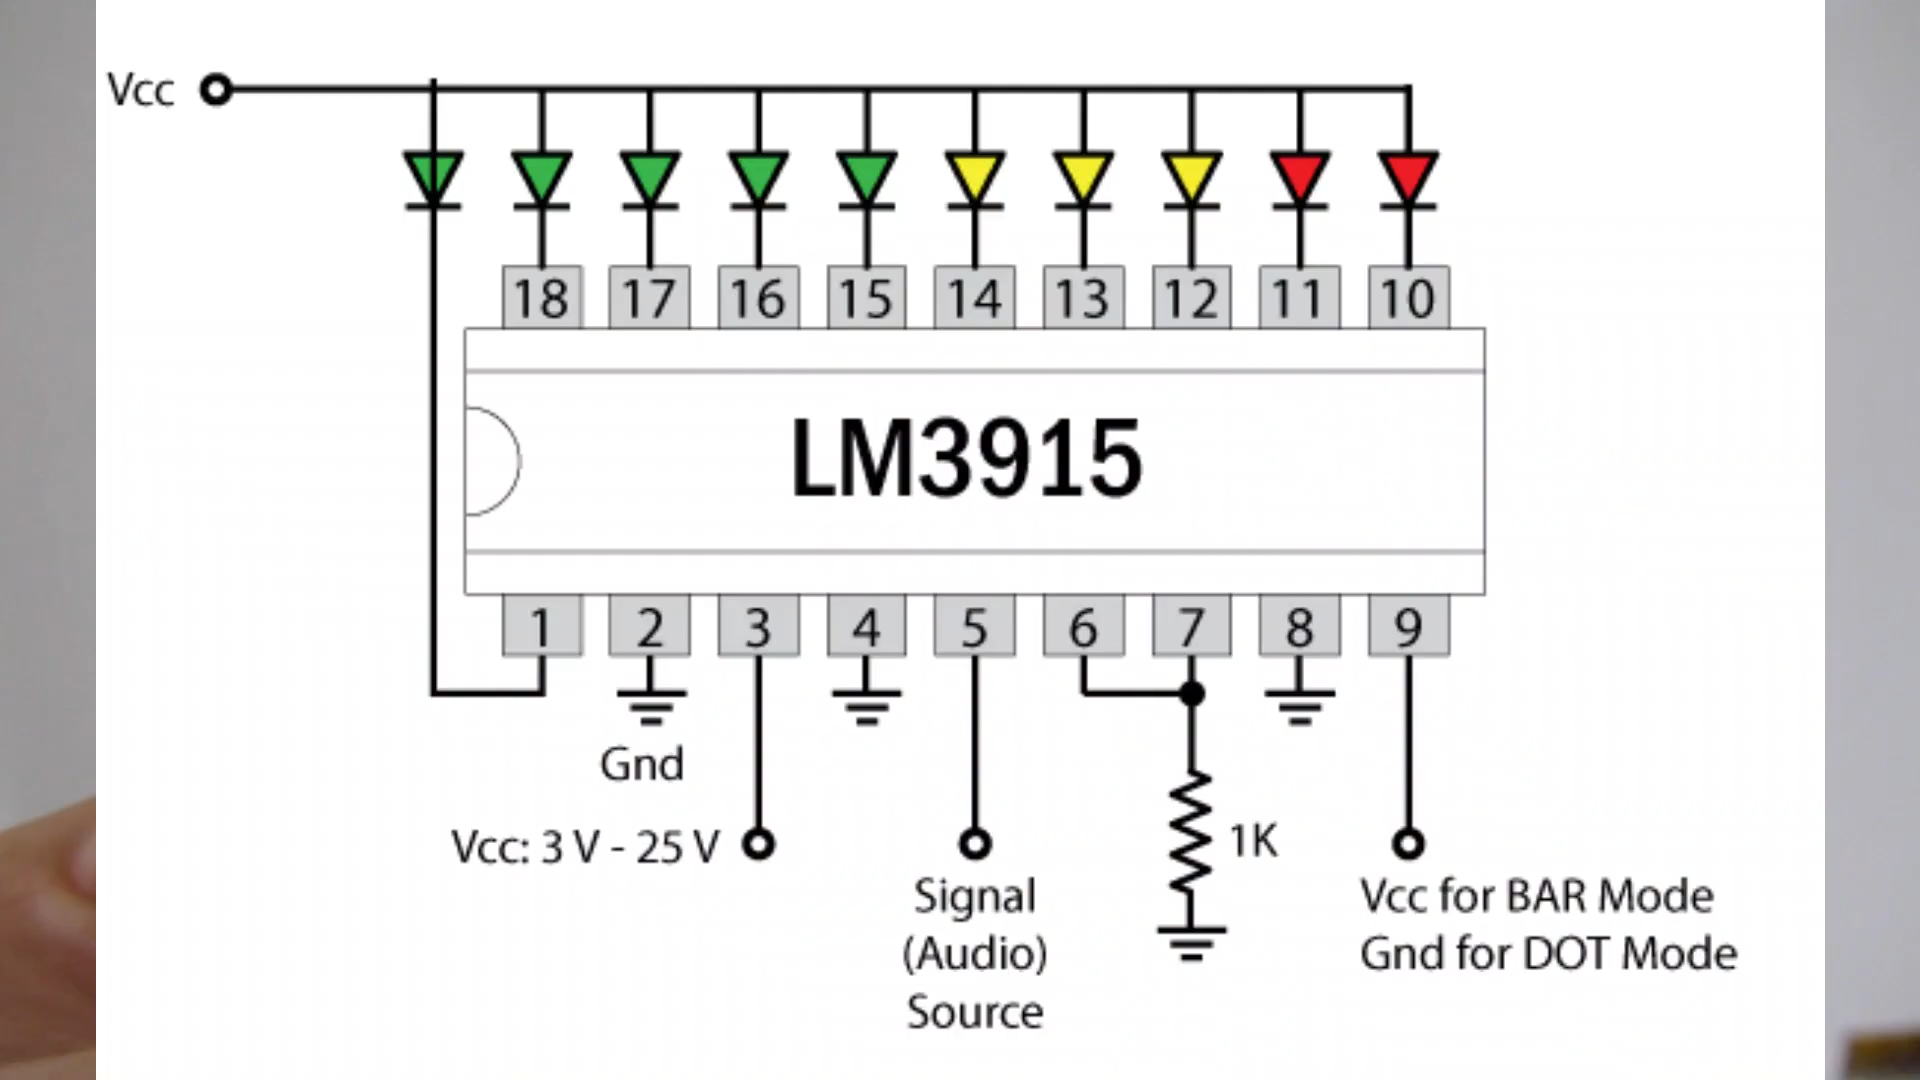 Vcc
18 17 16 15 14 13 12 11 10
LM3915
1 2 3 4 5 6 7 8 9
Gnd
Vcc: 3 V - 25 V
1K
Signal
(Audio)
Source
Vcc for BAR Mode
Gnd for DOT Mode